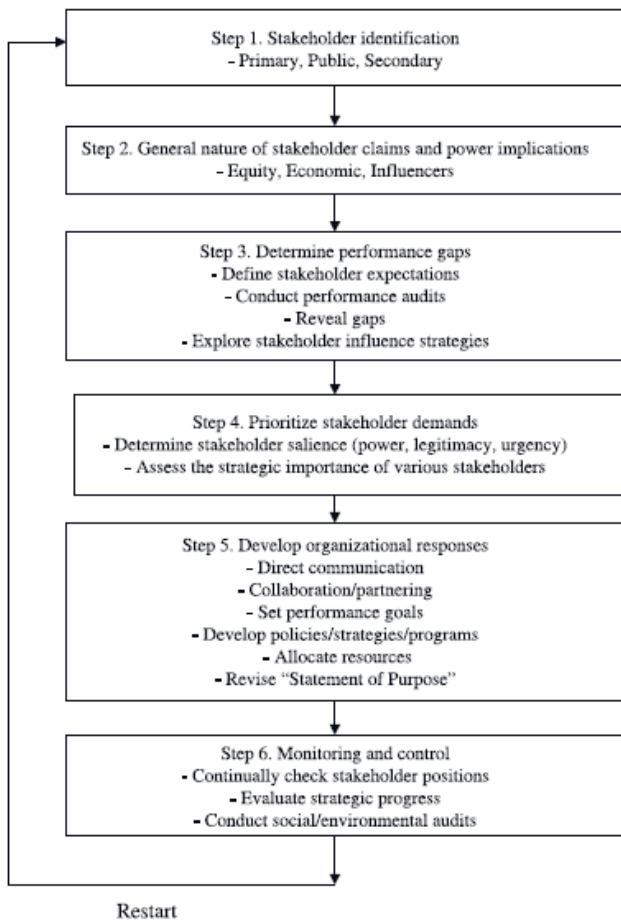 Step 1. Stakeholder identification
- Primary, Public, Secondary
Step 2. General nature of stakeholder claims and power implications
- Equity, Economic, Influencers
Step 3. Determine performance gaps
- Define stakeholder expectations
- Conduct performance audits
- Reveal gaps
- Explore stakeholder influence strategies
Step 4. Prioritize stakeholder demands
- Determine stakeholder salience (power, legitimacy, urgency)
- Assess the strategic importance of various stakeholders
Step 5. Develop organizational responses
- Direct communication
- Collaboration/partnering
- Set performance goals
- Develop policies/strategies/programs
- Allocate resources
- Revise “Statement of Purpose”
Step 6. Monitoring and control
- Continually check stakeholder positions
- Evaluate strategic progress
- Conduct social/environmental audits
Restart